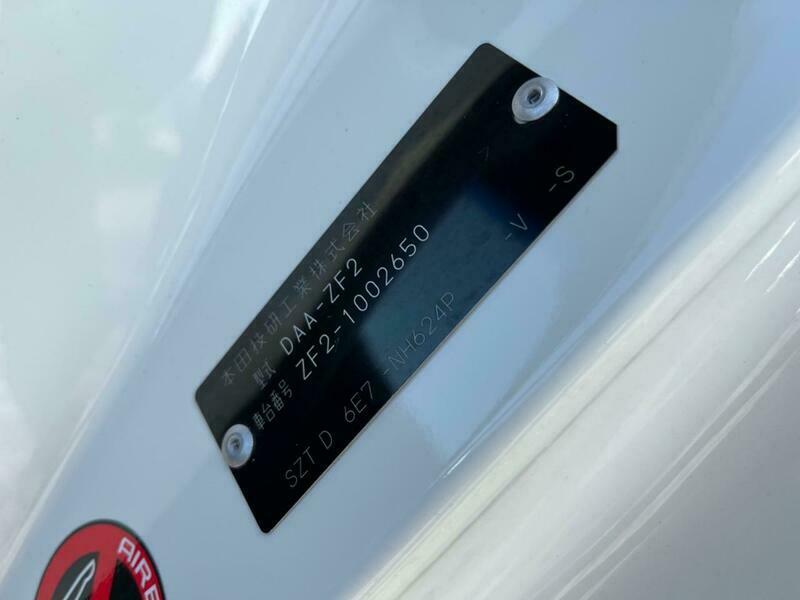 本田技研工業株式会社
型式 DAA-ZF2
車台番号 ZF2-1002650
-V -S
SZT D 6E7 -NH624P